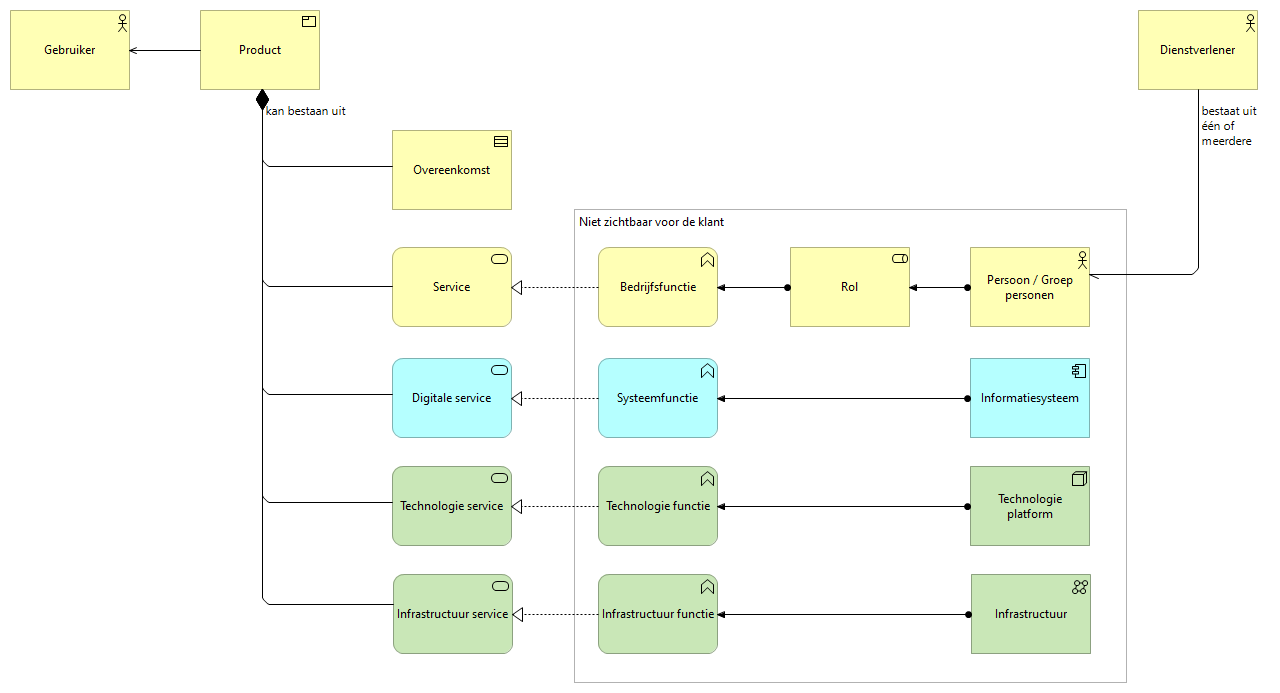 Gebruiker
Product
Dienstverlener
kan bestaan uit
bestaat uit
één of
meerdere
Overeenkomst
Niet zichtbaar voor de klant
Service
Bedrijfsfunctie
Rol
Persoon / Groep
personen
Digitale service
Systeemfunctie
Informatiesysteem
Technologie service
Technologie functie
Technologie
platform
Infrastructuur service
Infrastructuur functie
Infrastructuur